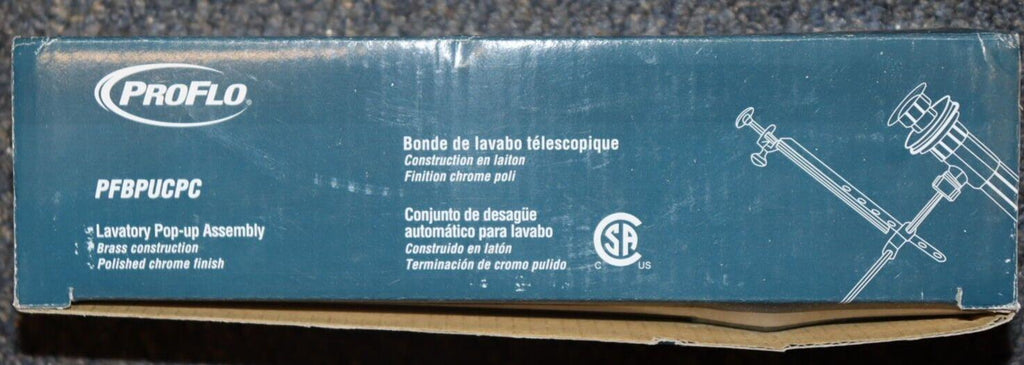 PROFLO®
PFBPUCPC
Lavatory Pop-up Assembly
Brass construction
Polished chrome finish
Bonde de lavabo télescopique
Construction en laiton
Finition chrome poli
Conjunto de desagüe
automático para lavabo
Construido en latón
Terminación de cromo pulido
CSA
C US